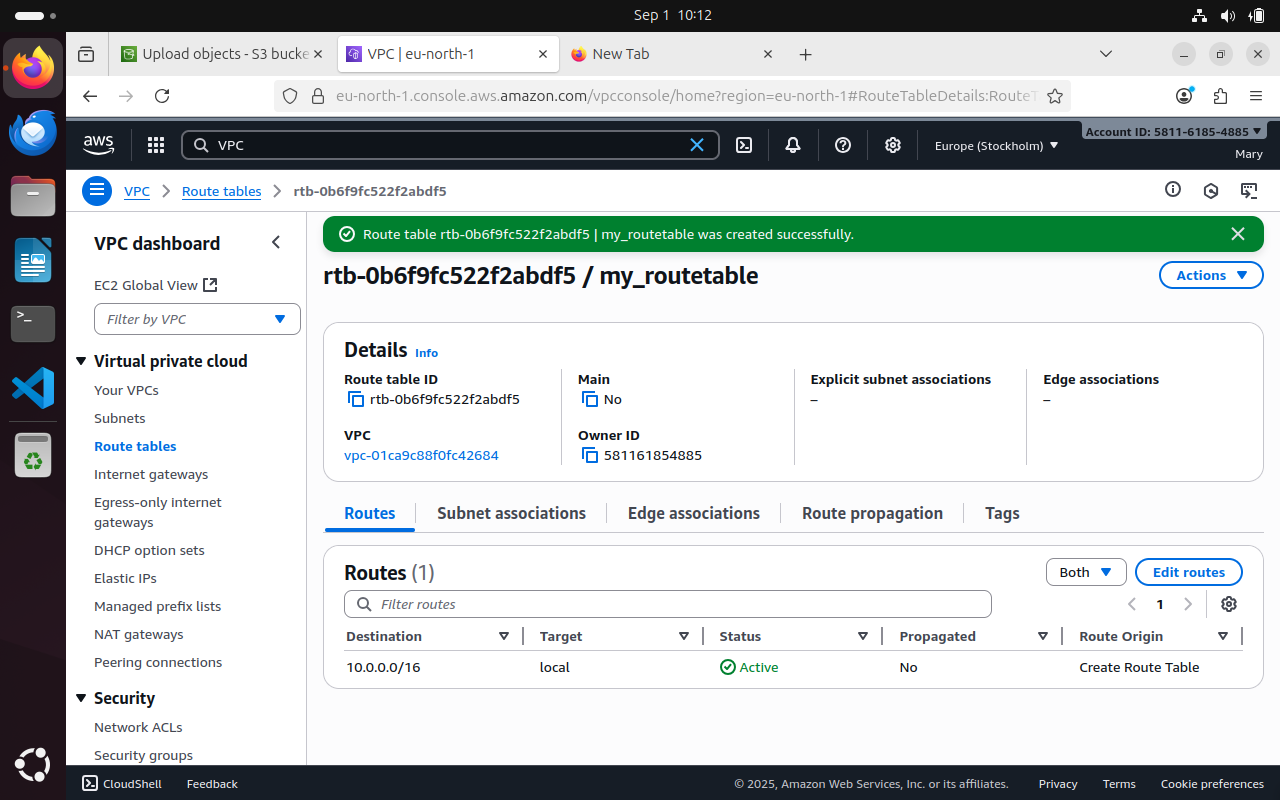 Sep 1 10:12
Upload objects - S3 bucke
VPC | eu-north-1
New Tab
eu-north-1.console.aws.amazon.com/vpcconsole/home?region=eu-north-1#RouteTableDetails:RouteT
aws
VPC
Europe (Stockholm)
Account ID: 5811-6185-4885
Mary
VPC
Route tables
rtb-0b6f9fc522f2abdf5
VPC dashboard
EC2 Global View
Filter by VPC
Virtual private cloud
Your VPCs
Subnets
Route tables
Internet gateways
Egress-only internet
gateways
DHCP option sets
Elastic IPs
Managed prefix lists
NAT gateways
Peering connections
Security
Network ACLs
Security groups
Route table rtb-0b6f9fc522f2abdf5 | my_routetable was created successfully.
rtb-0b6f9fc522f2abdf5 / my_routetable
Actions
Details Info
Route table ID
rtb-0b6f9fc522f2abdf5
Main
No
Explicit subnet associations
–
Edge associations
–
VPC
vpc-01ca9c88f0fc42684
Owner ID
581161854885
Routes
Subnet associations
Edge associations
Route propagation
Tags
Routes (1)
Both
Edit routes
Filter routes
1
Destination Target Status Propagated Route Origin
10.0.0.0/16 local Active No Create Route Table
CloudShell
Feedback
© 2025, Amazon Web Services, Inc. or its affiliates.
Privacy
Terms
Cookie preferences